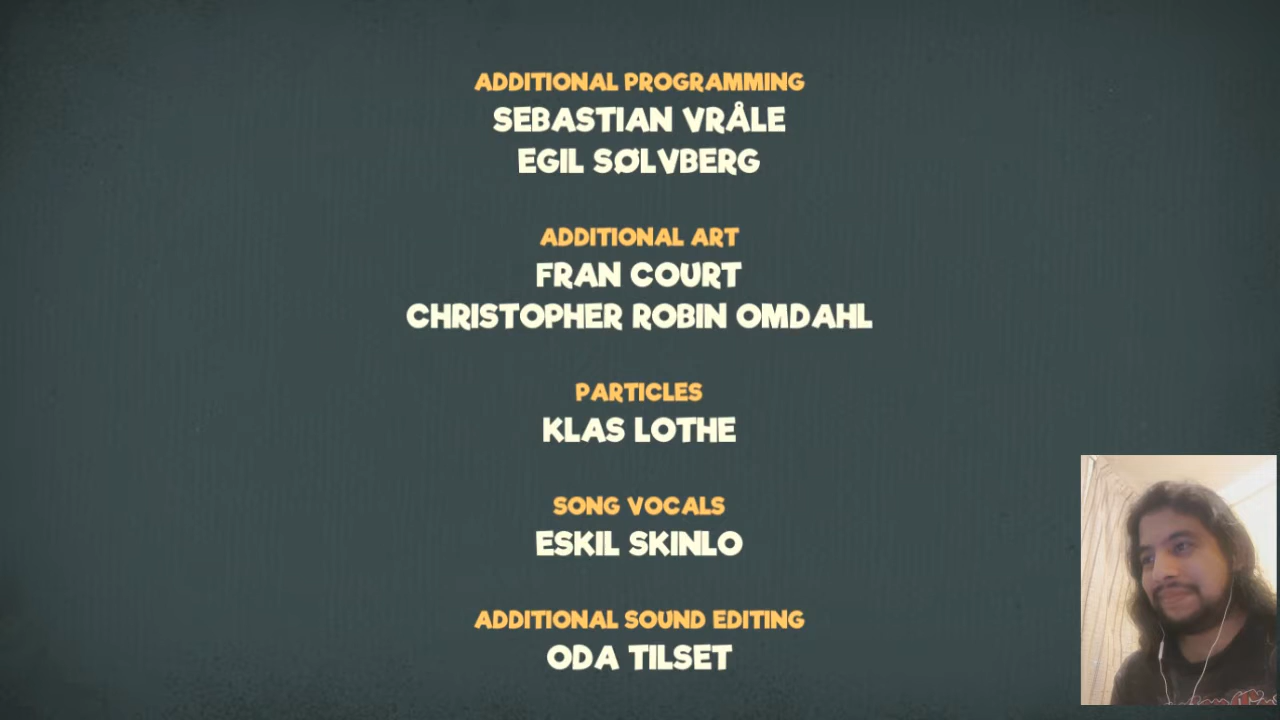 ADDITIONAL PROGRAMMING
SEBASTIAN VRÅLE
EGIL SØLVBERG
ADDITIONAL ART
FRAN COURT
CHRISTOPHER ROBIN OMDAHL
PARTICLES
KLAS LOTHE
SONG VOCALS
ESKIL SKINLO
ADDITIONAL SOUND EDITING
ODA TILSET